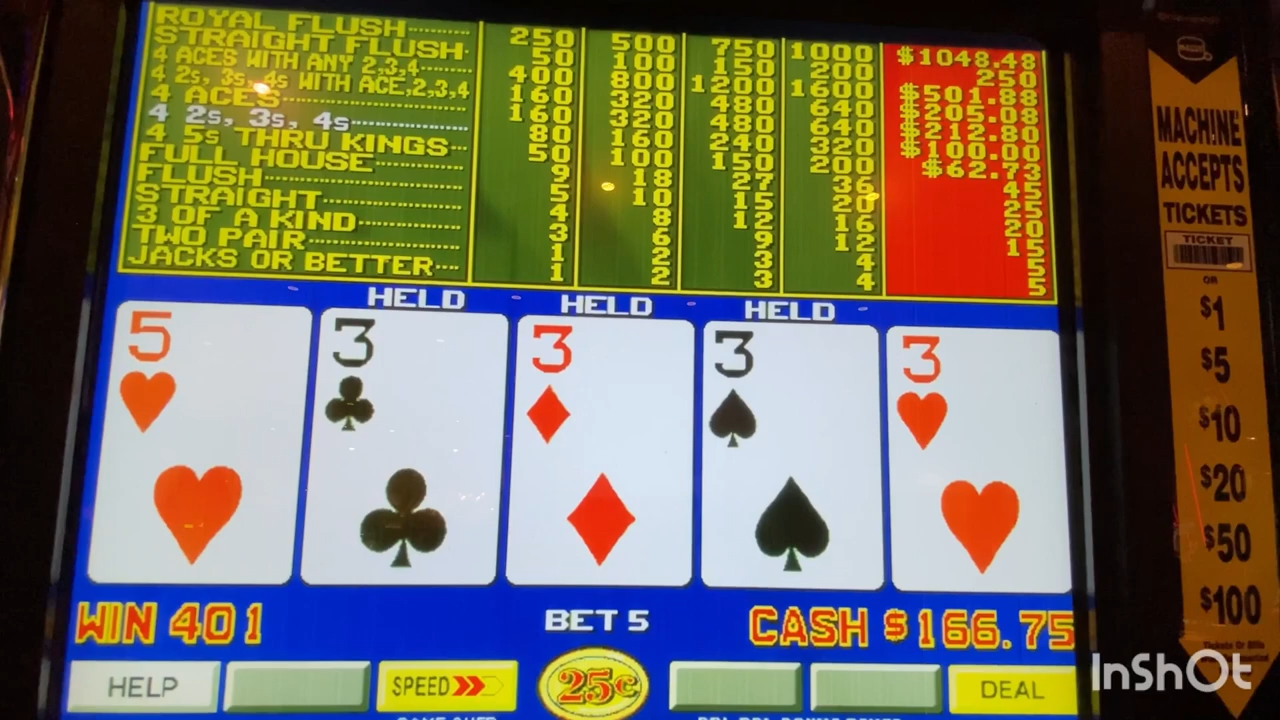 ROYAL FLUSH 250 500 750 1000 $1048.48
STRAIGHT FLUSH 50 100 150 200 250
4 ACES WITH ANY 2,3,4 400 800 1200 1600 $501.88
4 2s, 3s, 4s WITH ACE,2,3,4 160 320 480 640 $205.08
4 ACES 160 320 480 640 $212.80
4 2s, 3s, 4s 80 160 240 320 $100.00
4 5s THRU KINGS 50 100 150 200 $62.73
FULL HOUSE 9 18 27 36 45
FLUSH 5 10 15 20 25
STRAIGHT 4 8 12 16 20
3 OF A KIND 3 6 9 12 15
TWO PAIR 1 2 3 4 5
JACKS OR BETTER 1 2 3 4 5
HELD HELD HELD
5 3 3 3 3
WIN 401 BET 5 CASH $166.75
HELP SPEED 25¢ DEAL
MACHINE
ACCEPTS
TICKETS
TICKET
OR
$1
$5
$10
$20
$50
$100
InShOt